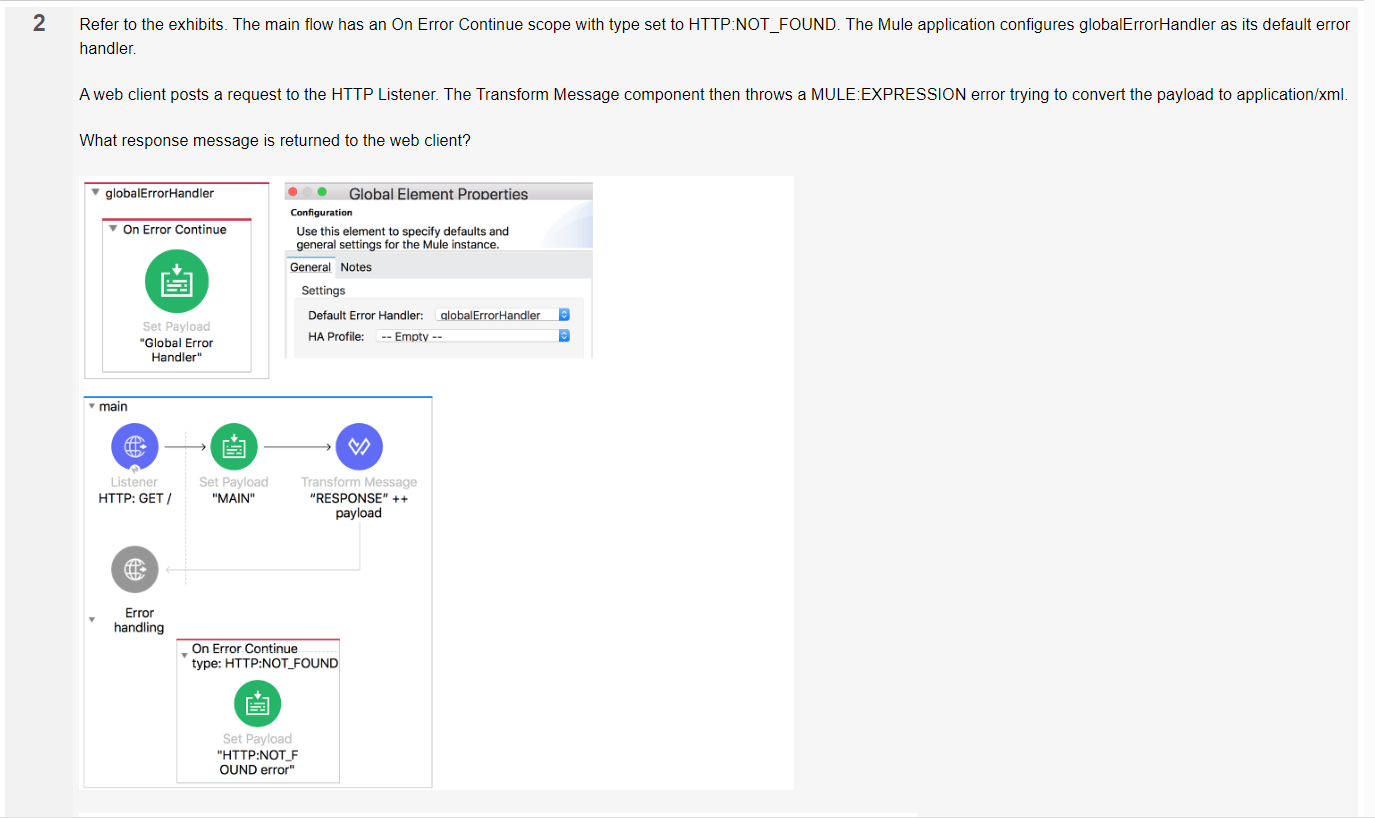 2
Refer to the exhibits. The main flow has an On Error Continue scope with type set to HTTP:NOT_FOUND. The Mule application configures globalErrorHandler as its default error
handler.
A web client posts a request to the HTTP Listener. The Transform Message component then throws a MULE:EXPRESSION error trying to convert the payload to application/xml.
What response message is returned to the web client?
globalErrorHandler
On Error Continue
Set Payload
"Global Error
Handler"
Global Element Properties
Configuration
Use this element to specify defaults and
general settings for the Mule instance.
General Notes
Settings
Default Error Handler: globalErrorHandler
HA Profile: -- Empty --
main
Listener
HTTP: GET /
Set Payload
"MAIN"
Transform Message
“RESPONSE” ++
payload
Error
handling
On Error Continue
type: HTTP:NOT_FOUND
Set Payload
"HTTP:NOT_F
OUND error"